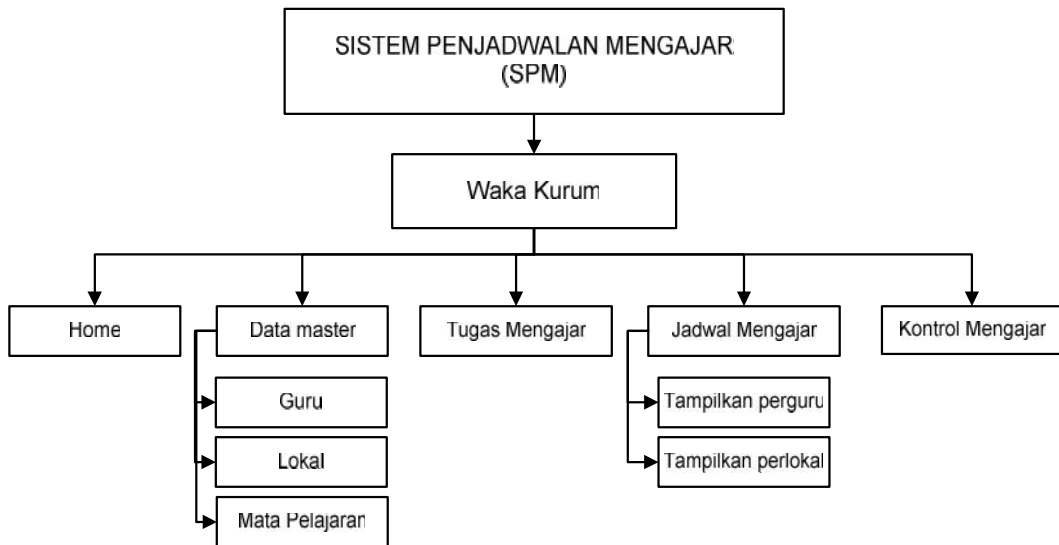 SISTEM PENJADWALAN MENGAJAR
(SPM)
Waka Kurum
Home
Data master
Tugas Mengajar
Jadwal Mengajar
Kontrol Mengajar
Guru
Lokal
Mata Pelajaran
Tampilkan perguru
Tampilkan perlokal